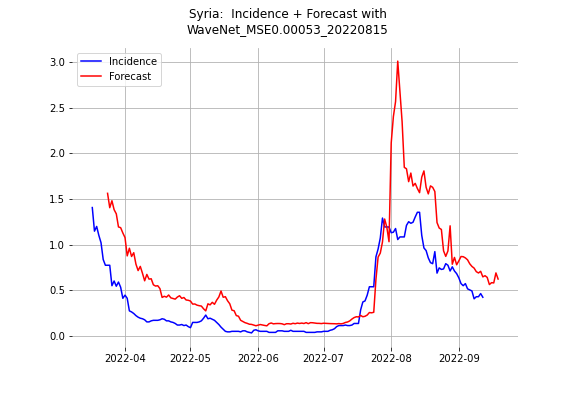 Syria:  Incidence + Forecast with
WaveNet_MSE0.00053_20220815
Incidence
Forecast
3.0
2.5
2.0
1.5
1.0
0.5
0.0
2022-04 2022-05 2022-06 2022-07 2022-08 2022-09